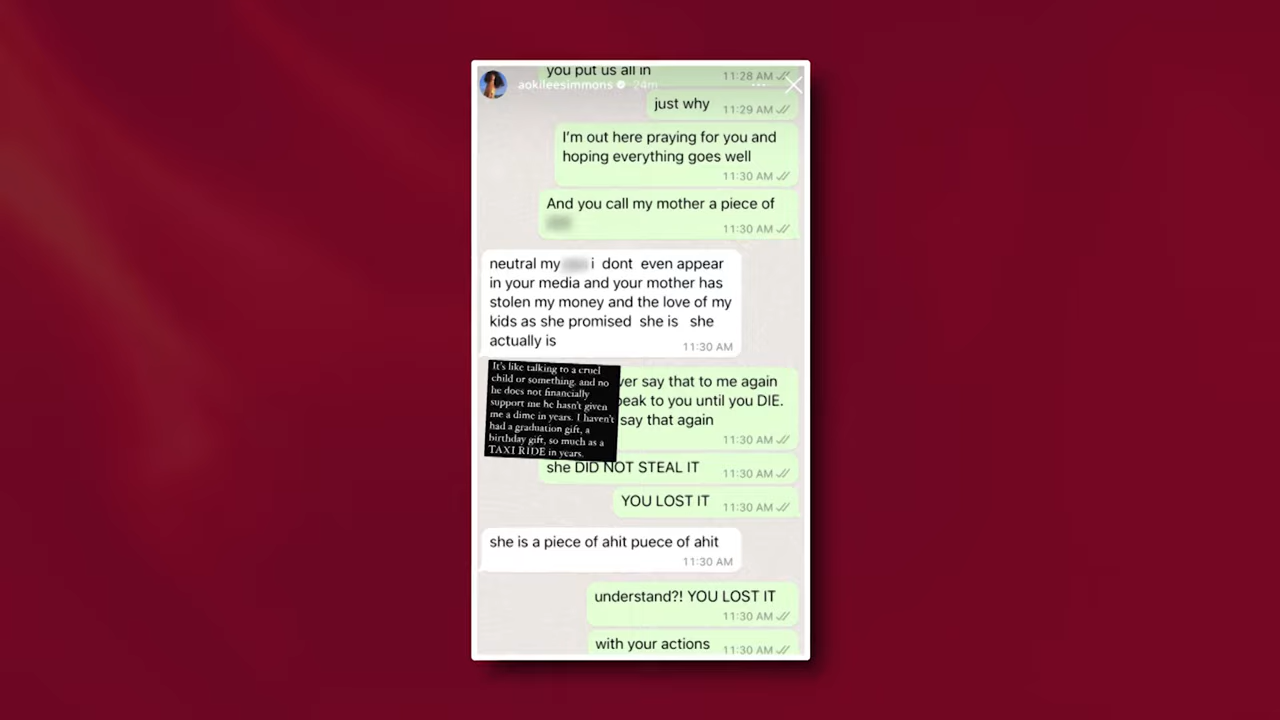 you put us all in
11:28 AM
aokileesimmons 24m
just why
11:29 AM
I'm out here praying for you and
hoping everything goes well
11:30 AM
And you call my mother a piece of
11:30 AM
neutral my i dont even appear
in your media and your mother has
stolen my money and the love of my
kids as she promised she is she
actually is
11:30 AM
It's like talking to a cruel
child or something, and no
he does not financially
support me he hasn't given
me a dime in years. I haven't
had a graduation gift, a
birthday gift, so much as a
TAXI RIDE in years.
ver say that to me again
peak to you until you DIE.
say that again
11:30 AM
she DID NOT STEAL IT
11:30 AM
YOU LOST IT
11:30 AM
she is a piece of ahit puece of ahit
11:30 AM
understand?! YOU LOST IT
11:30 AM
with your actions
11:30 AM